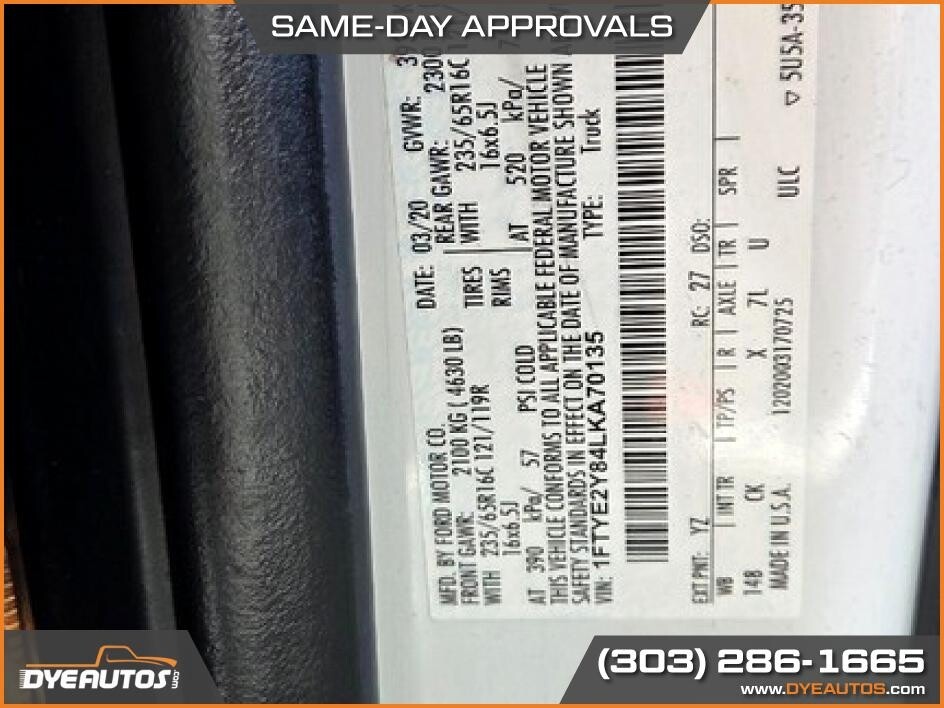 SAME-DAY APPROVALS
MFD. BY FORD MOTOR CO.
DATE: 03/20 GVWR:
FRONT GAWR: 2100 KG ( 4630 LB) REAR GAWR: 2300
WITH 235/65R16C 121/119R TIRES WITH 235/65R16C
16x6.5J RIMS 16x6.5J
AT 390 kPa/ 57 PSI COLD AT 520 kPa/
THIS VEHICLE CONFORMS TO ALL APPLICABLE FEDERAL MOTOR VEHICLE
SAFETY STANDARDS IN EFFECT ON THE DATE OF MANUFACTURE SHOWN
VIN: 1FTYE2Y84LKA70135 TYPE: Truck
EXT PNT: YZ RC: 27 DSO:
WB INT TR TP/PS R AXLE TR SPR
148 CK X 7L U
MADE IN U.S.A. 1202003170725 ULC ▽ 5U5A-35
DYEAUTOS.com
(303) 286-1665
www.DYEAUTOS.com